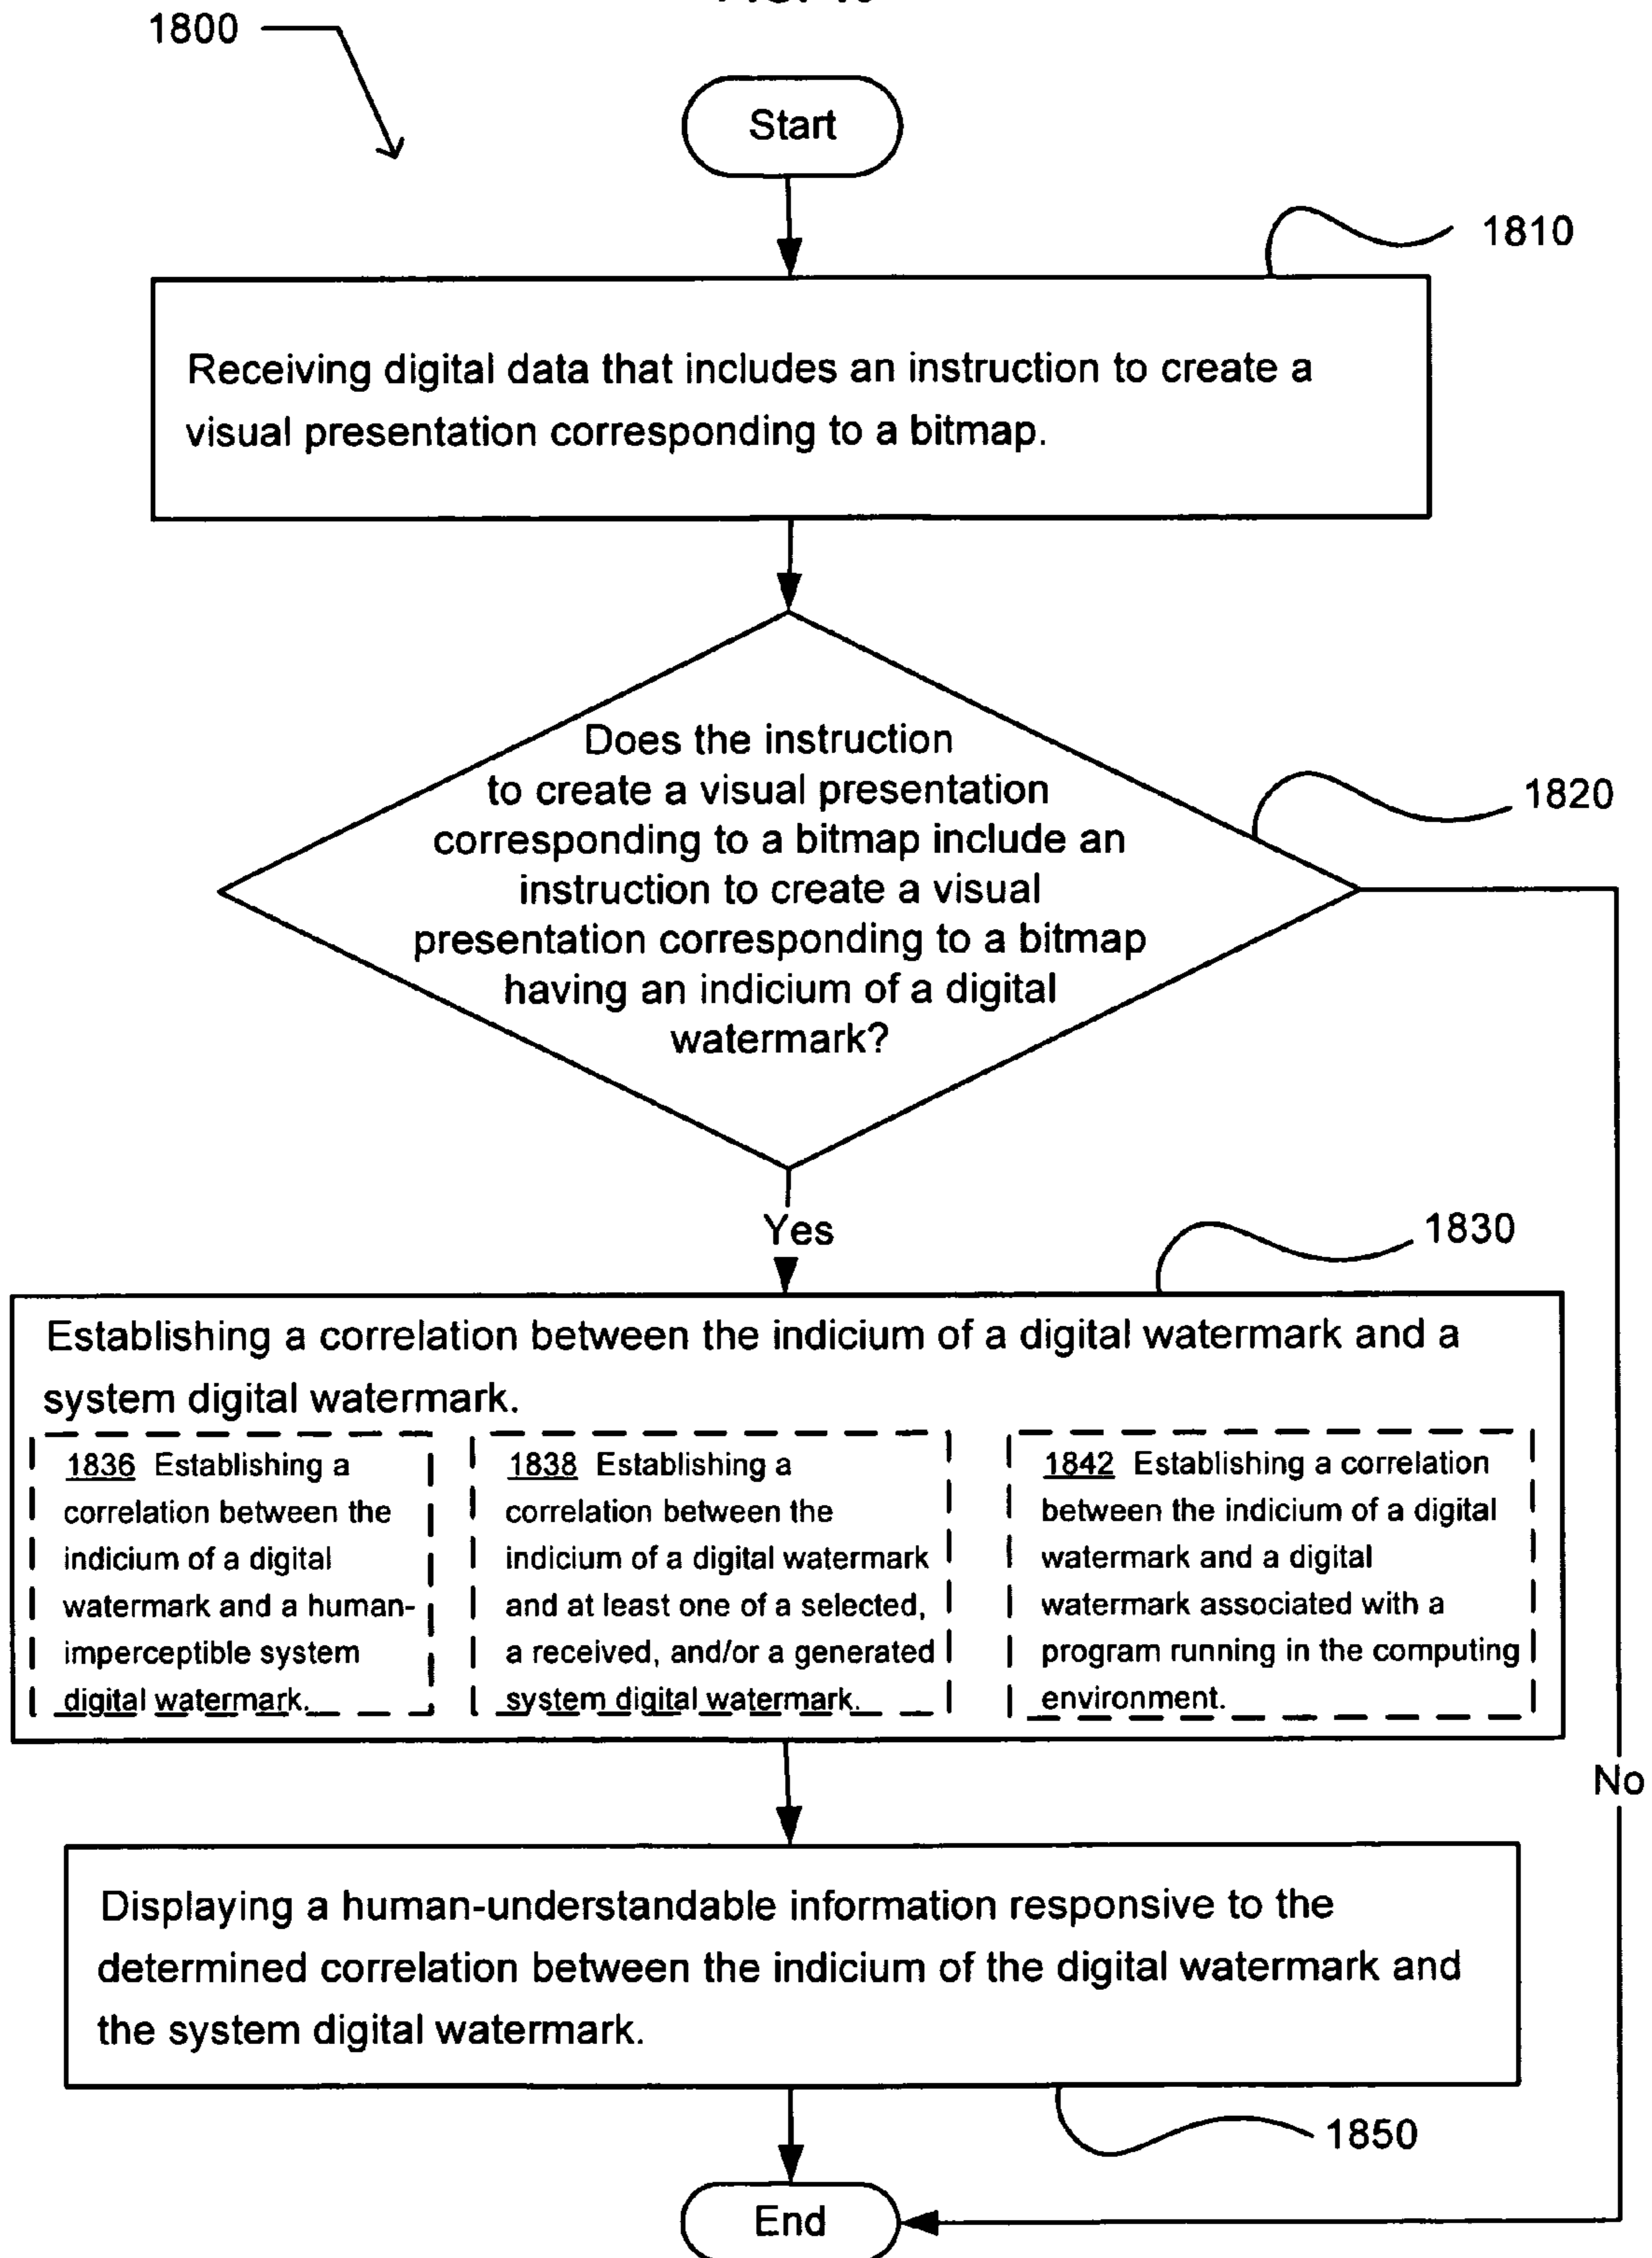 1800
Start
1810
Receiving digital data that includes an instruction to create a
visual presentation corresponding to a bitmap.
Does the instruction
to create a visual presentation
corresponding to a bitmap include an
instruction to create a visual
presentation corresponding to a bitmap
having an indicium of a digital
watermark?
1820
Yes
1830
Establishing a correlation between the indicium of a digital watermark and a
system digital watermark.
1836 Establishing a
correlation between the
indicium of a digital
watermark and a human-
imperceptible system
digital watermark.
1838 Establishing a
correlation between the
indicium of a digital watermark
and at least one of a selected,
a received, and/or a generated
system digital watermark.
1842 Establishing a correlation
between the indicium of a digital
watermark and a digital
watermark associated with a
program running in the computing
environment.
No
Displaying a human-understandable information responsive to the
determined correlation between the indicium of the digital watermark and
the system digital watermark.
1850
End